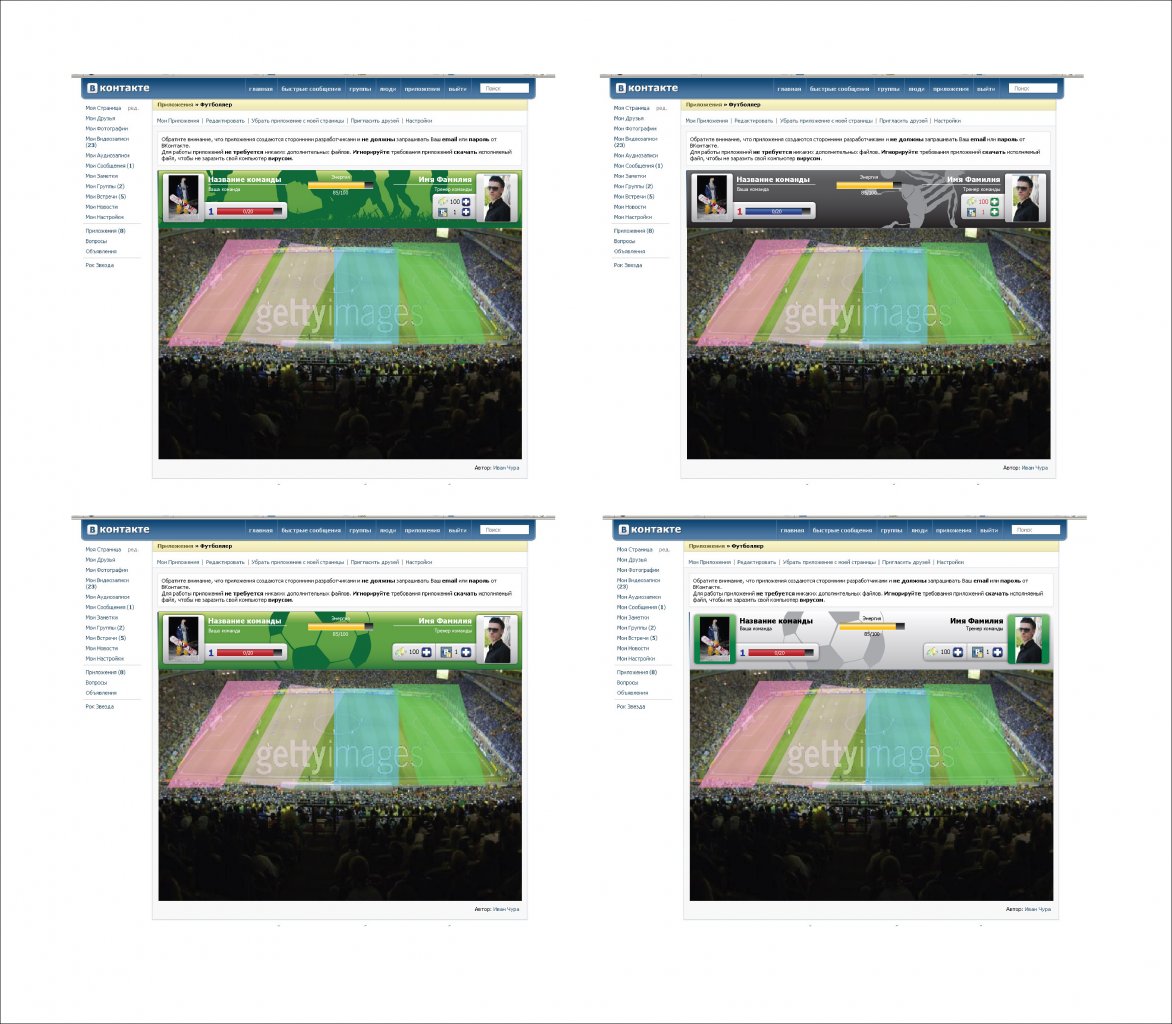 В контакте
главная быстрые сообщения группы люди приложения выйти Поиск
Моя Страница ред.
Мои Друзья
Мои Фотографии
Мои Видеозаписи
(23)
Мои Аудиозаписи
Мои Сообщения (1)
Мои Заметки
Мои Группы (2)
Мои Встречи (5)
Мои Новости
Мои Настройки
Приложения (8)
Вопросы
Объявления
Рок Звезда
Приложения » Футболлер
Мои Приложения | Редактировать | Убрать приложение с моей страницы | Пригласить друзей | Настройки
Обратите внимание, что приложения создаются сторонними разработчиками и не должны запрашивать Ваш email или пароль от
ВКонтакте.
Для работы приложений не требуется никаких дополнительных файлов. Игнорируйте требования приложений скачать исполняемый
файл, чтобы не заразить свой компьютер вирусом.
Название команды
Ваша команда
1 0/20
Энергия
85/100
Имя Фамилия
Тренер команды
100
1
gettyimages
Автор: Иван Чура
В контакте
главная быстрые сообщения группы люди приложения выйти Поиск
Моя Страница ред.
Мои Друзья
Мои Фотографии
Мои Видеозаписи
(23)
Мои Аудиозаписи
Мои Сообщения (1)
Мои Заметки
Мои Группы (2)
Мои Встречи (5)
Мои Новости
Мои Настройки
Приложения (8)
Вопросы
Объявления
Рок Звезда
Приложения » Футболлер
Мои Приложения | Редактировать | Убрать приложение с моей страницы | Пригласить друзей | Настройки
Обратите внимание, что приложения создаются сторонними разработчиками и не должны запрашивать Ваш email или пароль от
ВКонтакте.
Для работы приложений не требуется никаких дополнительных файлов. Игнорируйте требования приложений скачать исполняемый
файл, чтобы не заразить свой компьютер вирусом.
Название команды
Ваша команда
1 0/20
Энергия
85/100
Имя Фамилия
Тренер команды
100
1
gettyimages
Автор: Иван Чура
В контакте
главная быстрые сообщения группы люди приложения выйти Поиск
Моя Страница ред.
Мои Друзья
Мои Фотографии
Мои Видеозаписи
(23)
Мои Аудиозаписи
Мои Сообщения (1)
Мои Заметки
Мои Группы (2)
Мои Встречи (5)
Мои Новости
Мои Настройки
Приложения (8)
Вопросы
Объявления
Рок Звезда
Приложения » Футболлер
Мои Приложения | Редактировать | Убрать приложение с моей страницы | Пригласить друзей | Настройки
Обратите внимание, что приложения создаются сторонними разработчиками и не должны запрашивать Ваш email или пароль от
ВКонтакте.
Для работы приложений не требуется никаких дополнительных файлов. Игнорируйте требования приложений скачать исполняемый
файл, чтобы не заразить свой компьютер вирусом.
Название команды
Ваша команда
1 0/20
Энергия
85/100
Имя Фамилия
Тренер команды
100 1
gettyimages
Автор: Иван Чура
В контакте
главная быстрые сообщения группы люди приложения выйти Поиск
Моя Страница ред.
Мои Друзья
Мои Фотографии
Мои Видеозаписи
(23)
Мои Аудиозаписи
Мои Сообщения (1)
Мои Заметки
Мои Группы (2)
Мои Встречи (5)
Мои Новости
Мои Настройки
Приложения (8)
Вопросы
Объявления
Рок Звезда
Приложения » Футболлер
Мои Приложения | Редактировать | Убрать приложение с моей страницы | Пригласить друзей | Настройки
Обратите внимание, что приложения создаются сторонними разработчиками и не должны запрашивать Ваш email или пароль от
ВКонтакте.
Для работы приложений не требуется никаких дополнительных файлов. Игнорируйте требования приложений скачать исполняемый
файл, чтобы не заразить свой компьютер вирусом.
Название команды
Ваша команда
1 0/20
Энергия
85/100
Имя Фамилия
Тренер команды
100 1
gettyimages
Автор: Иван Чура